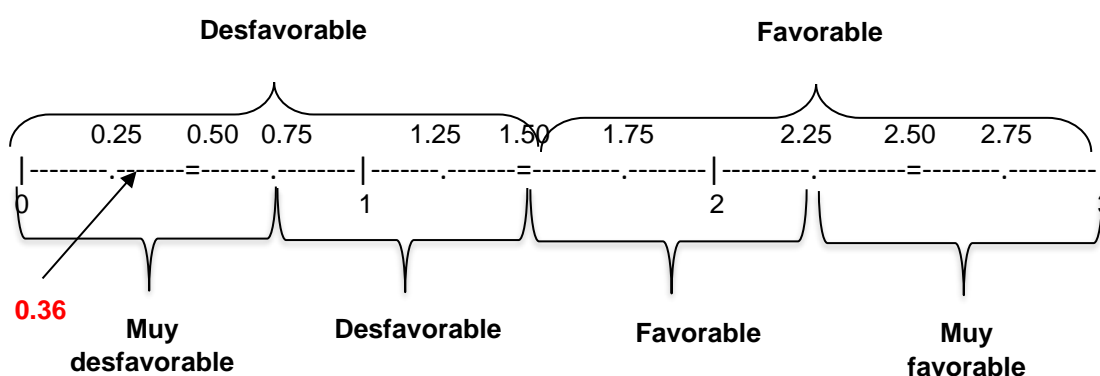 Desfavorable Favorable
0.25 0.50 0.75 1.25 1.50 1.75 2.25 2.50 2.75
|-------.------=------.-------|-------.------=--------.-------|--------.--------=--------.--------
0 1 2 3
0.36
Muy desfavorable
Desfavorable
Favorable
Muy favorable